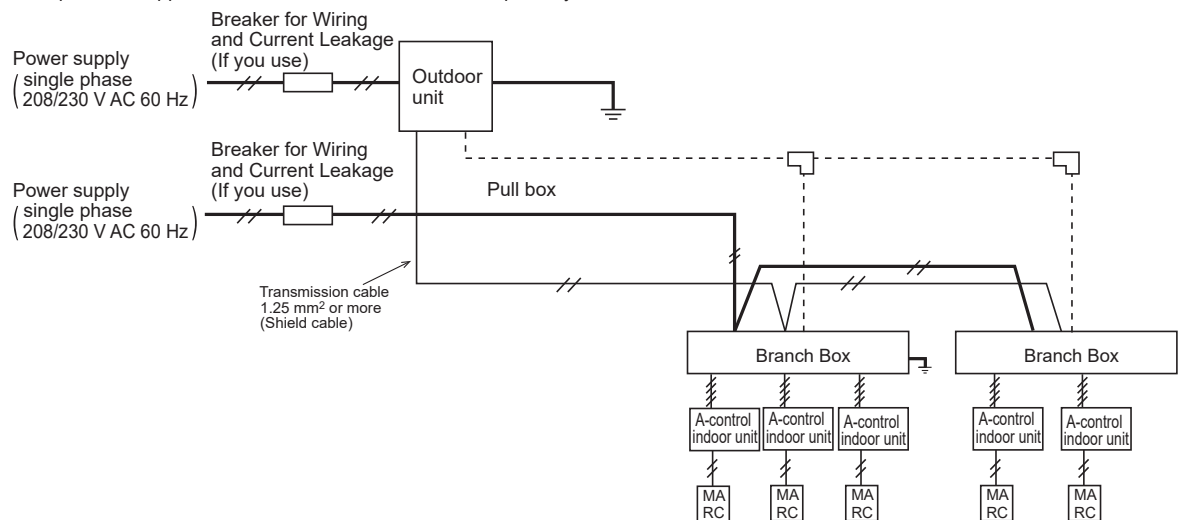 Breaker for Wiring
and Current Leakage
(If you use)
Power supply
(single phase
208/230 V AC 60 Hz)
Outdoor
unit
Breaker for Wiring
and Current Leakage
(If you use)
Power supply
(single phase
208/230 V AC 60 Hz)
Pull box
Transmission cable
1.25 mm² or more
(Shield cable)
Branch Box
Branch Box
A-control
indoor unit
A-control
indoor unit
A-control
indoor unit
A-control
indoor unit
A-control
indoor unit
MA
RC
MA
RC
MA
RC
MA
RC
MA
RC